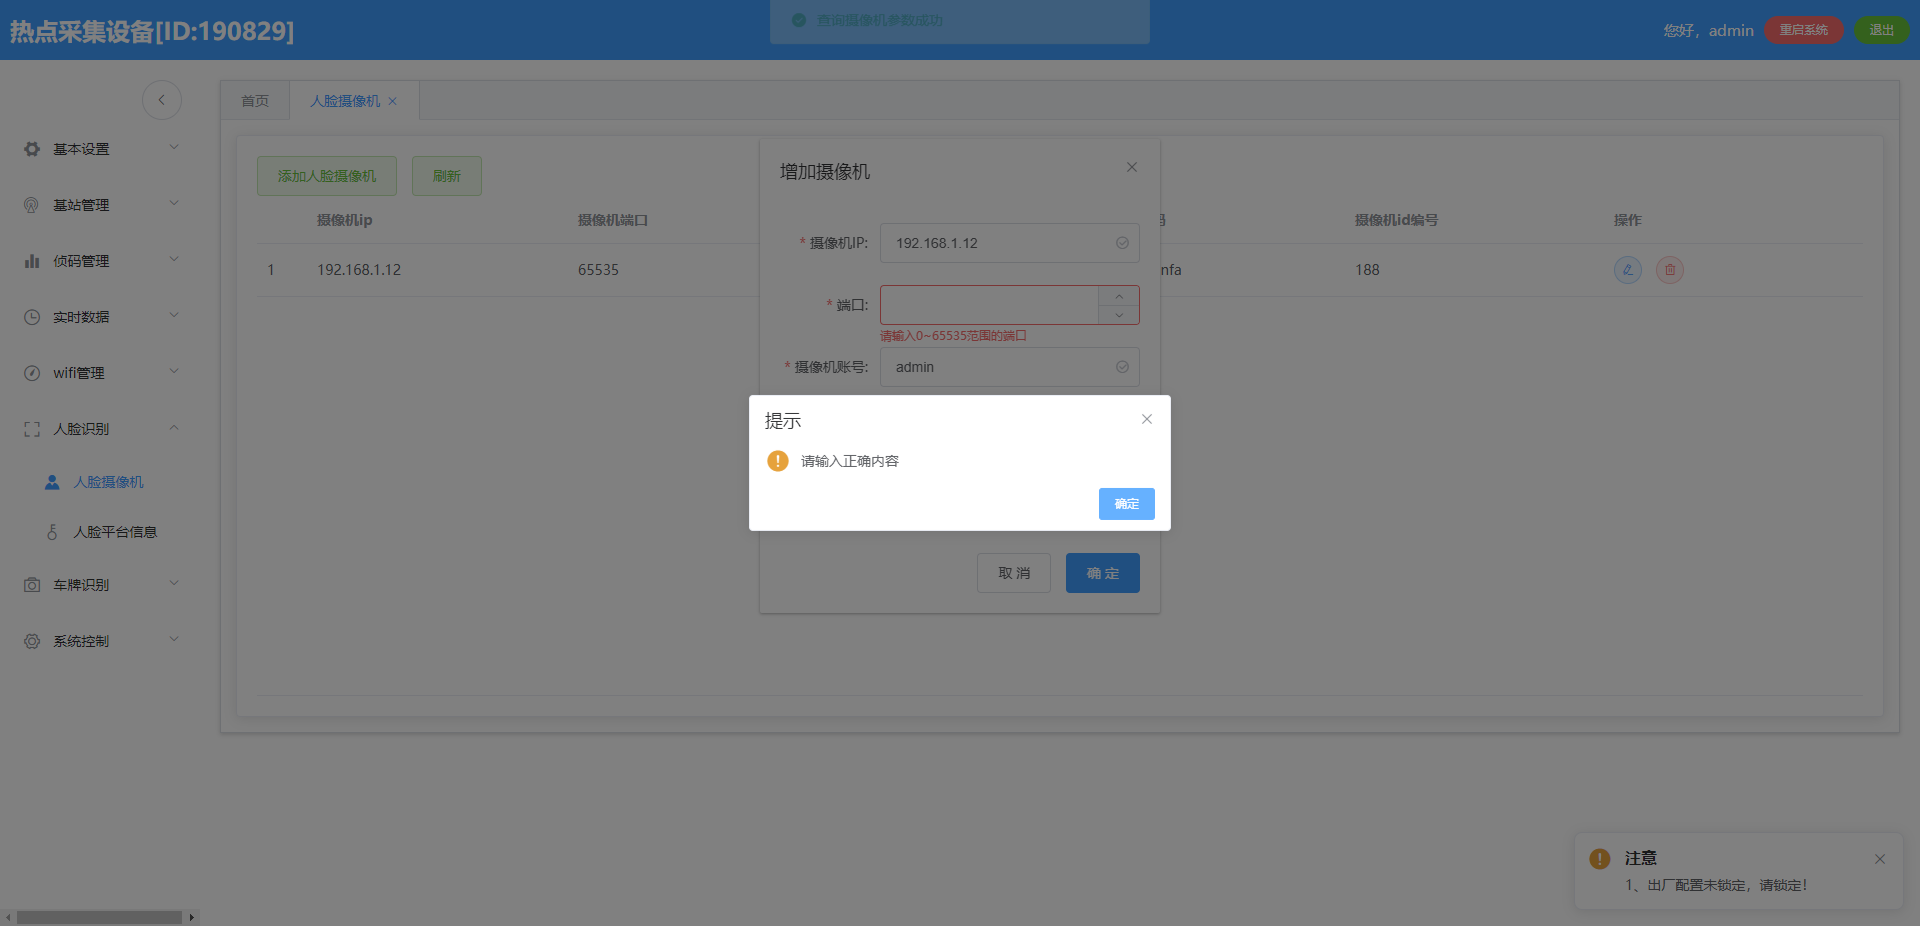 热点采集设备[ID:190829]
查询摄像机参数成功
您好，admin
重启系统
退出
首页
人脸摄像机
基本设置
基站管理
侦码管理
实时数据
wifi管理
人脸识别
人脸摄像机
人脸平台信息
车牌识别
系统控制
添加人脸摄像机
刷新
摄像机ip
摄像机端口
摄像机id编号
操作
1
192.168.1.12
65535
nfa
188
增加摄像机
* 摄像机IP:
192.168.1.12
* 端口:
请输入0~65535范围的端口
* 摄像机账号:
admin
提示
请输入正确内容
确定
取 消
确 定
注意
1、出厂配置未锁定，请锁定！